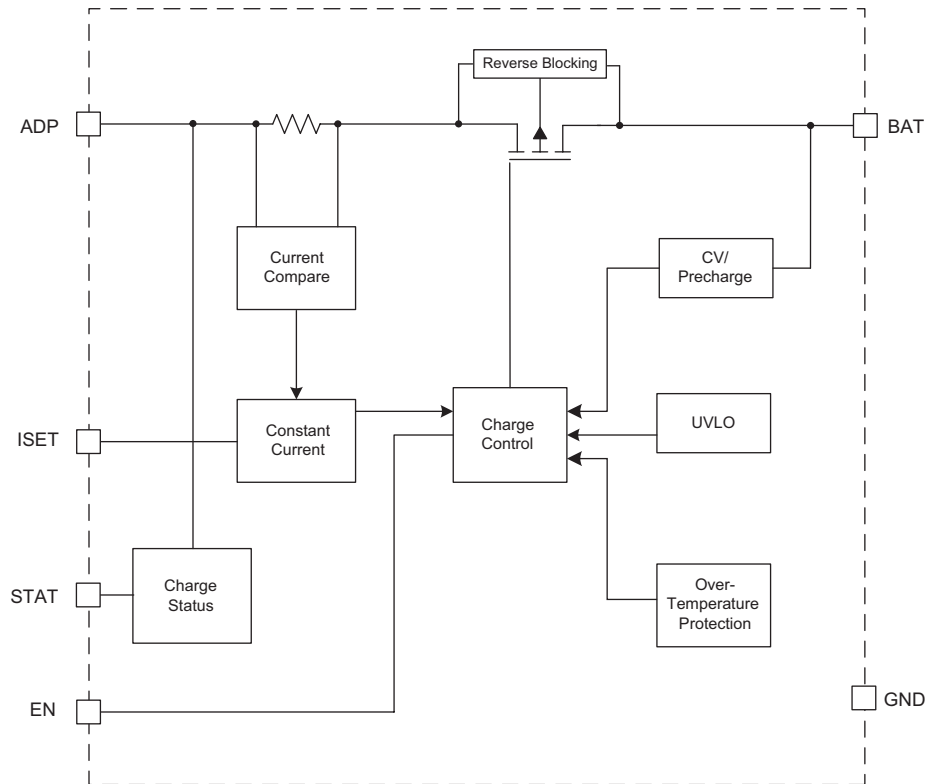 Reverse Blocking
ADP
BAT
Current
Compare
CV/
Precharge
ISET
Constant
Current
Charge
Control
UVLO
STAT
Charge
Status
Over-
Temperature
Protection
EN
GND